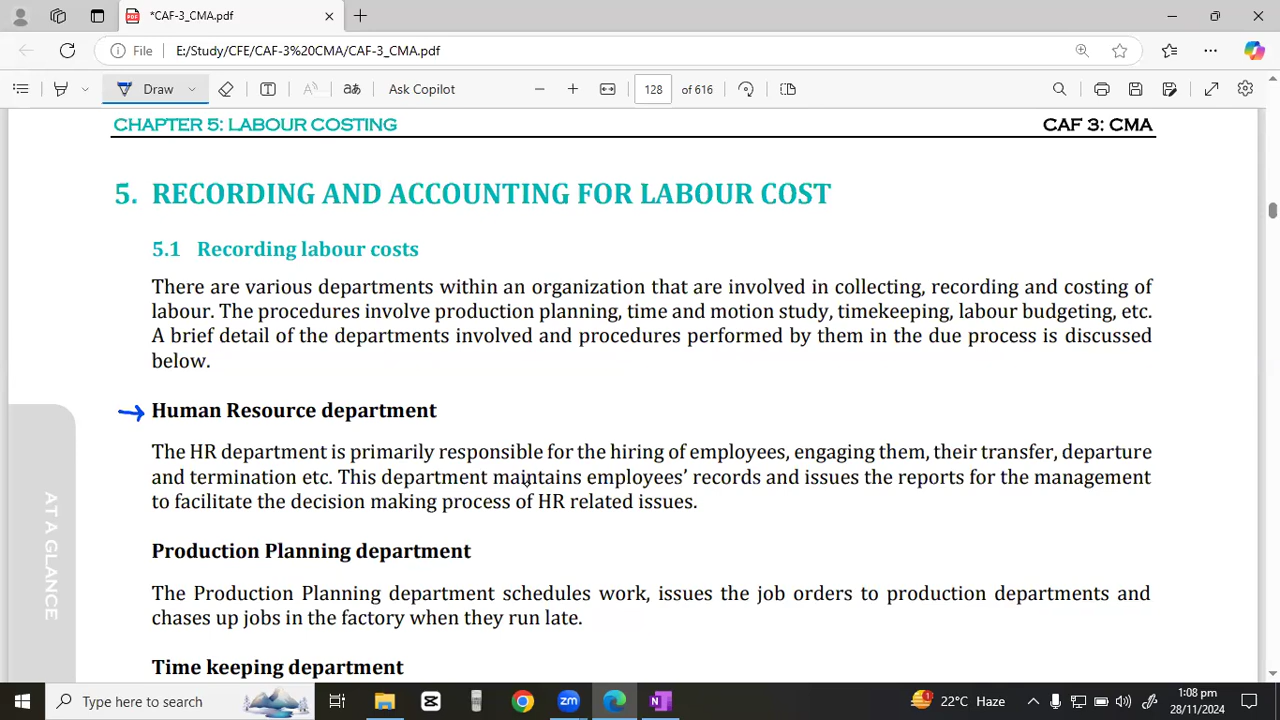 *CAF-3_CMA.pdf
File
E:/Study/CFE/CAF-3%20CMA/CAF-3_CMA.pdf
Draw
Ask Copilot
128
of 616
CHAPTER 5: LABOUR COSTING
CAF 3: CMA
5. RECORDING AND ACCOUNTING FOR LABOUR COST
5.1 Recording labour costs
There are various departments within an organization that are involved in collecting, recording and costing of
labour. The procedures involve production planning, time and motion study, timekeeping, labour budgeting, etc.
A brief detail of the departments involved and procedures performed by them in the due process is discussed
below.
Human Resource department
The HR department is primarily responsible for the hiring of employees, engaging them, their transfer, departure
and termination etc. This department maintains employees’ records and issues the reports for the management
to facilitate the decision making process of HR related issues.
AT A GLANCE
Production Planning department
The Production Planning department schedules work, issues the job orders to production departments and
chases up jobs in the factory when they run late.
Time keeping department
Type here to search
22°C Haze
1:08 pm
28/11/2024